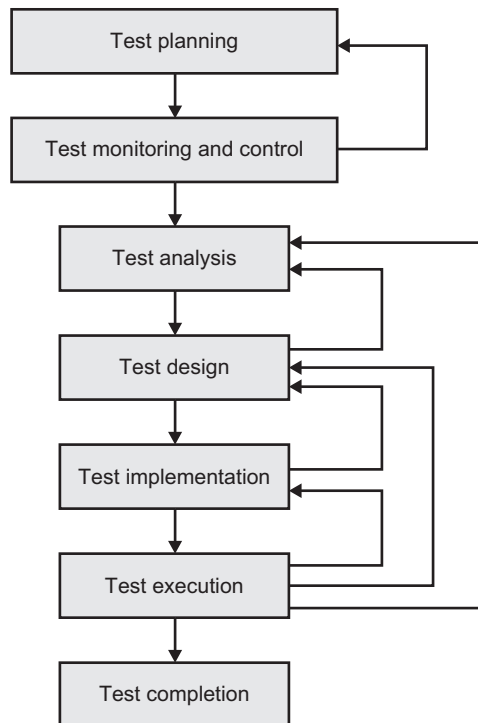 Test planning
Test monitoring and control
Test analysis
Test design
Test implementation
Test execution
Test completion